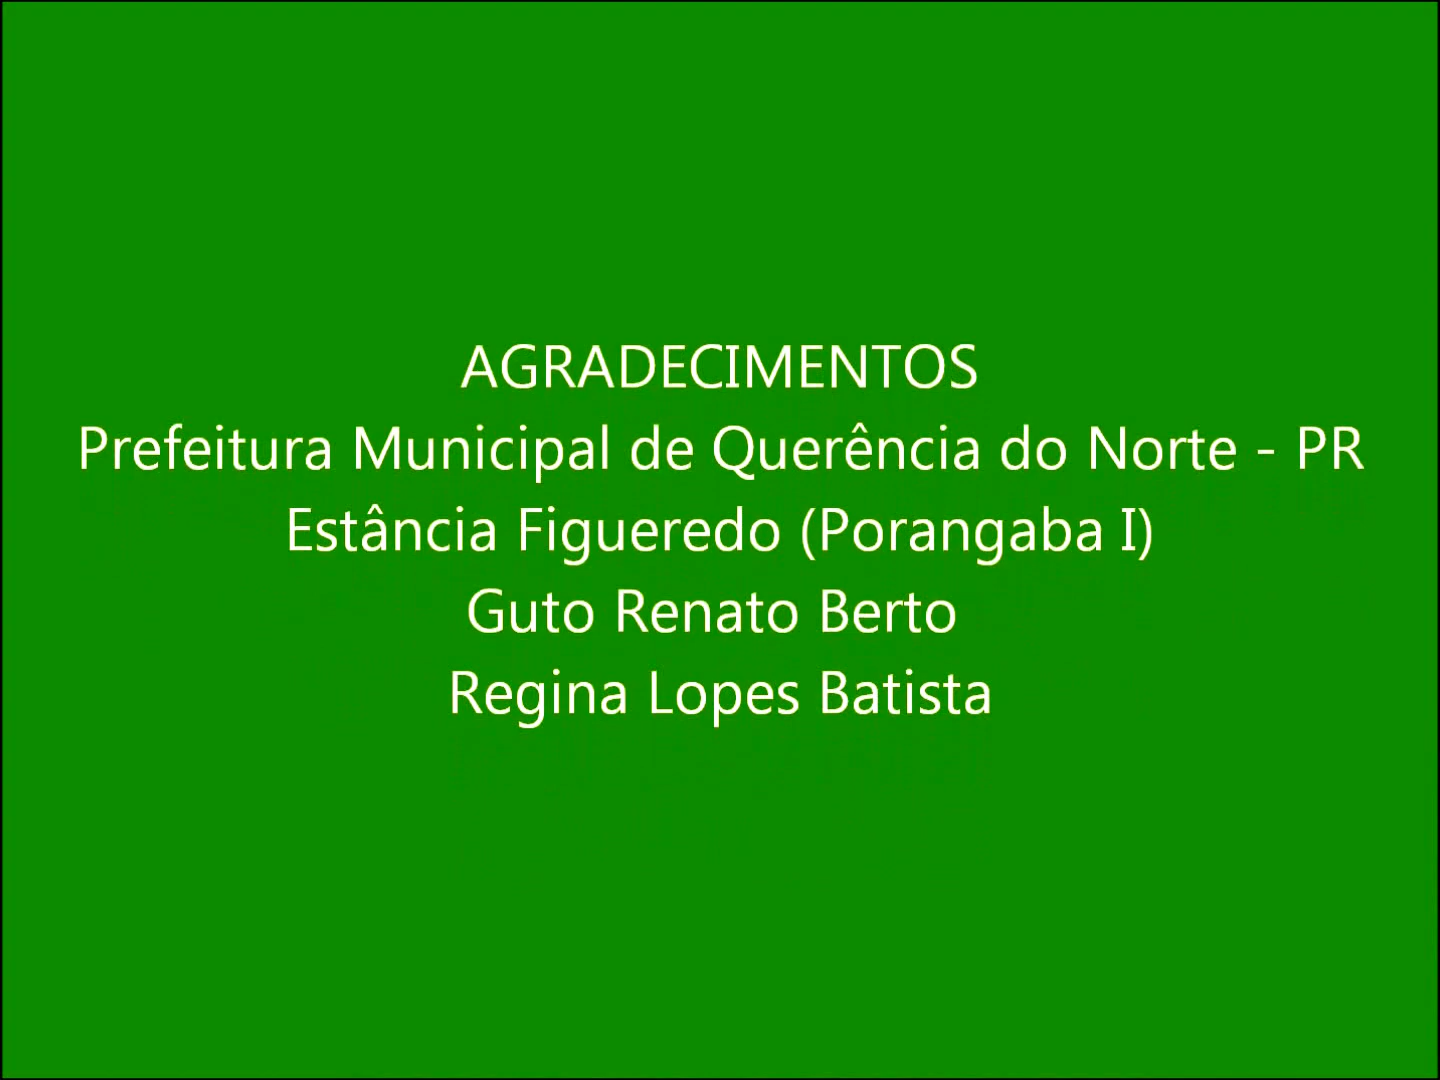 AGRADECIMENTOS
Prefeitura Municipal de Querência do Norte - PR
Estância Figueredo (Porangaba I)
Guto Renato Berto
Regina Lopes Batista